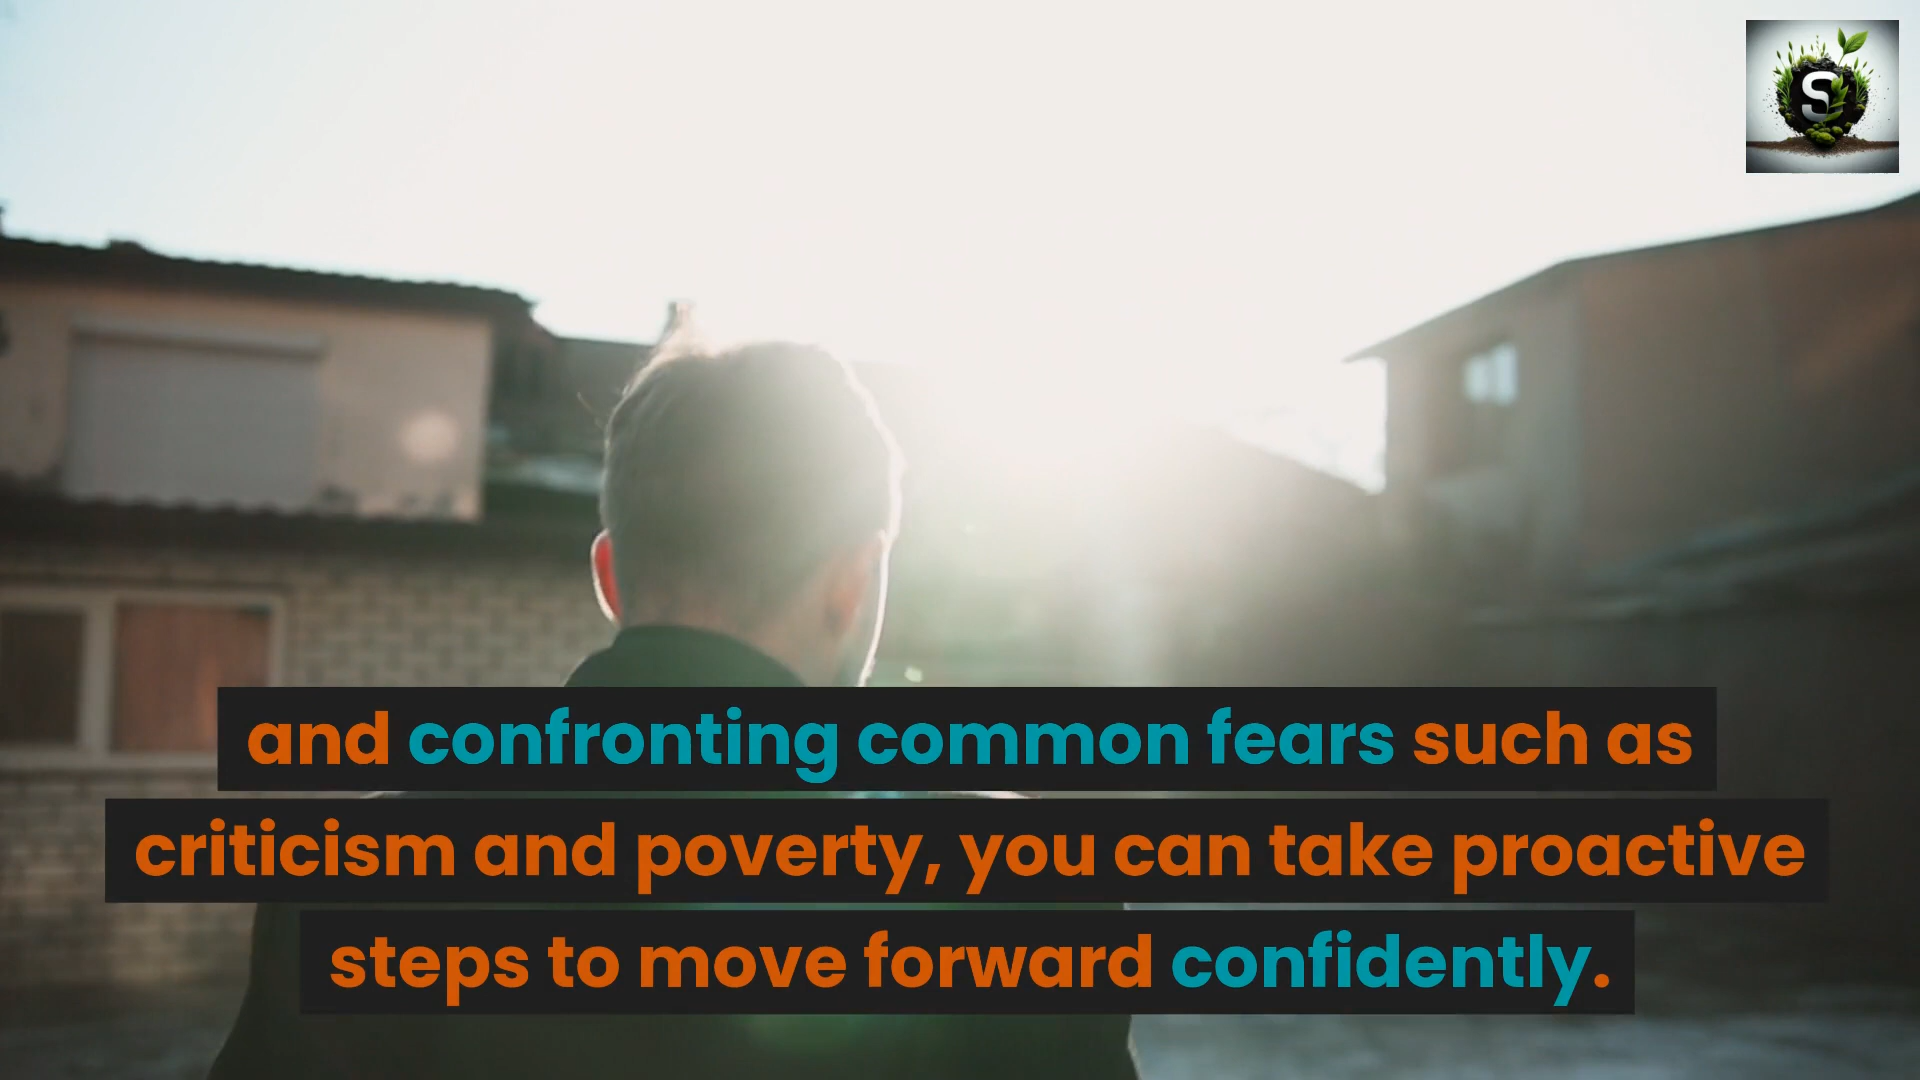 S
and confronting common fears such as
criticism and poverty, you can take proactive
steps to move forward confidently.